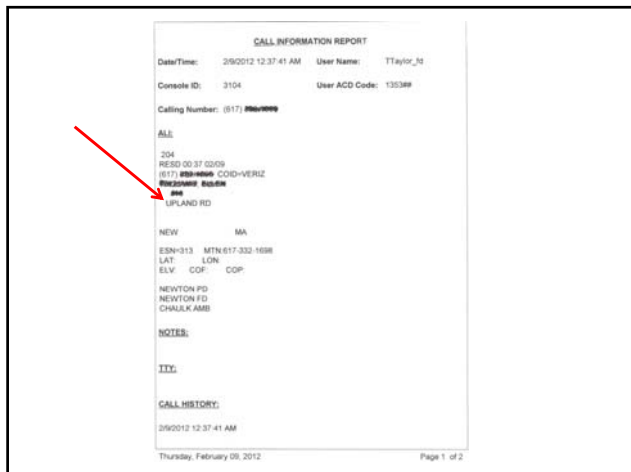 CALL INFORMATION REPORT
Date/Time: 2/9/2012 12:37:41 AM User Name: TTaylor_fd
Console ID: 3104 User ACD Code: 1353##
Calling Number: (617)
ALI:
204
RESD 00:37 02/09
(617) COID=VERIZ
UPLAND RD
NEW MA
ESN=313 MTN:617-332-1698
LAT: LON:
ELV: COF: COP:
NEWTON PD
NEWTON FD
CHAULK AMB
NOTES:
TTY:
CALL HISTORY:
2/9/2012 12:37:41 AM
Thursday, February 09, 2012 Page 1 of 2